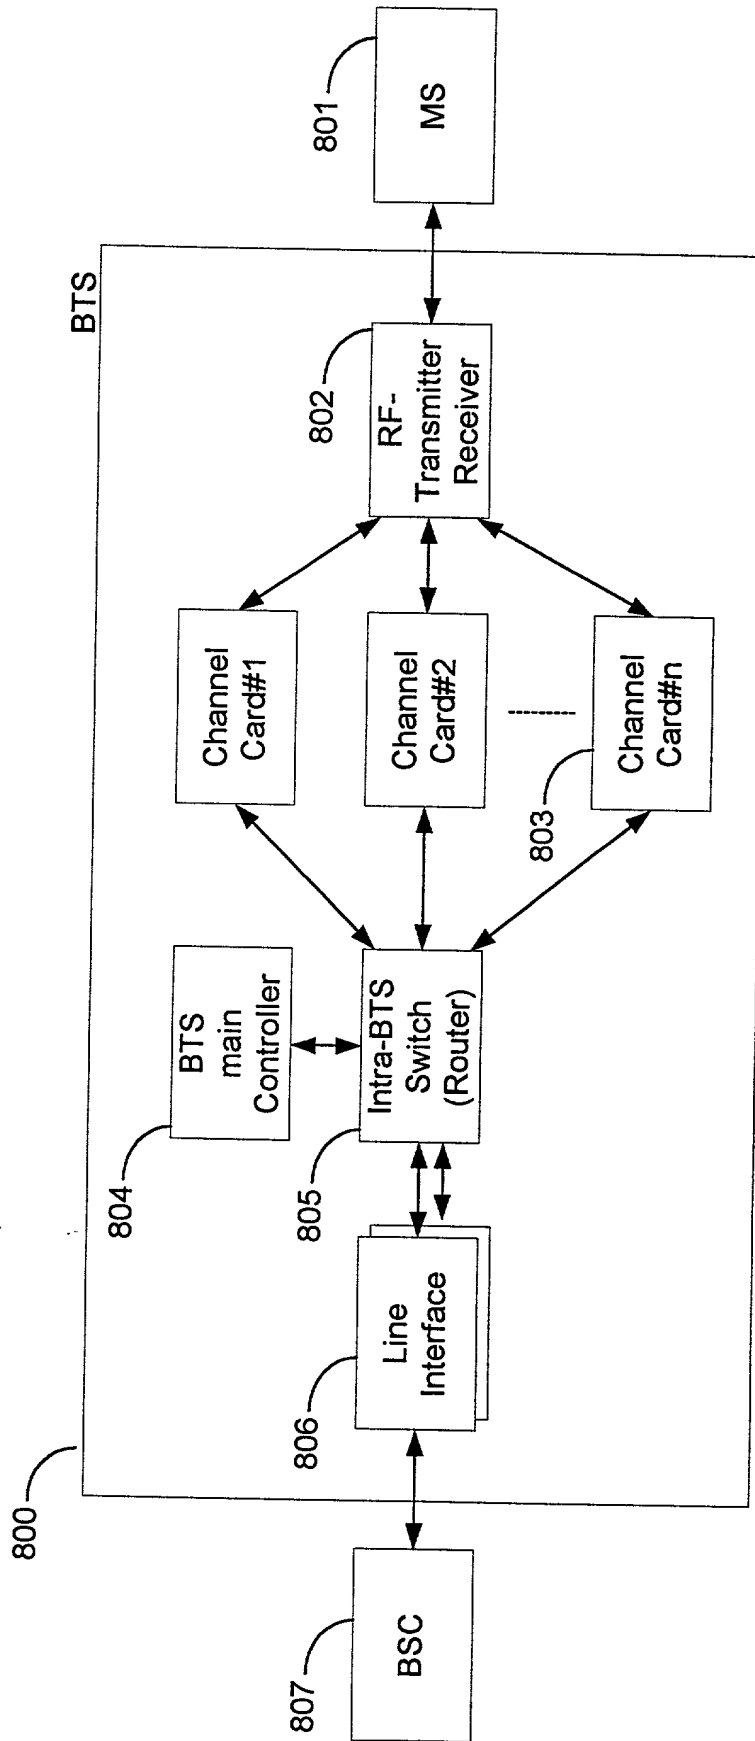 800
BTS
807
BSC
806
Line
Interface
804
BTS
main
Controller
805
Intra-BTS
Switch
(Router)
Channel
Card#1
Channel
Card#2
803
Channel
Card#n
802
RF-
Transmitter
Receiver
801
MS